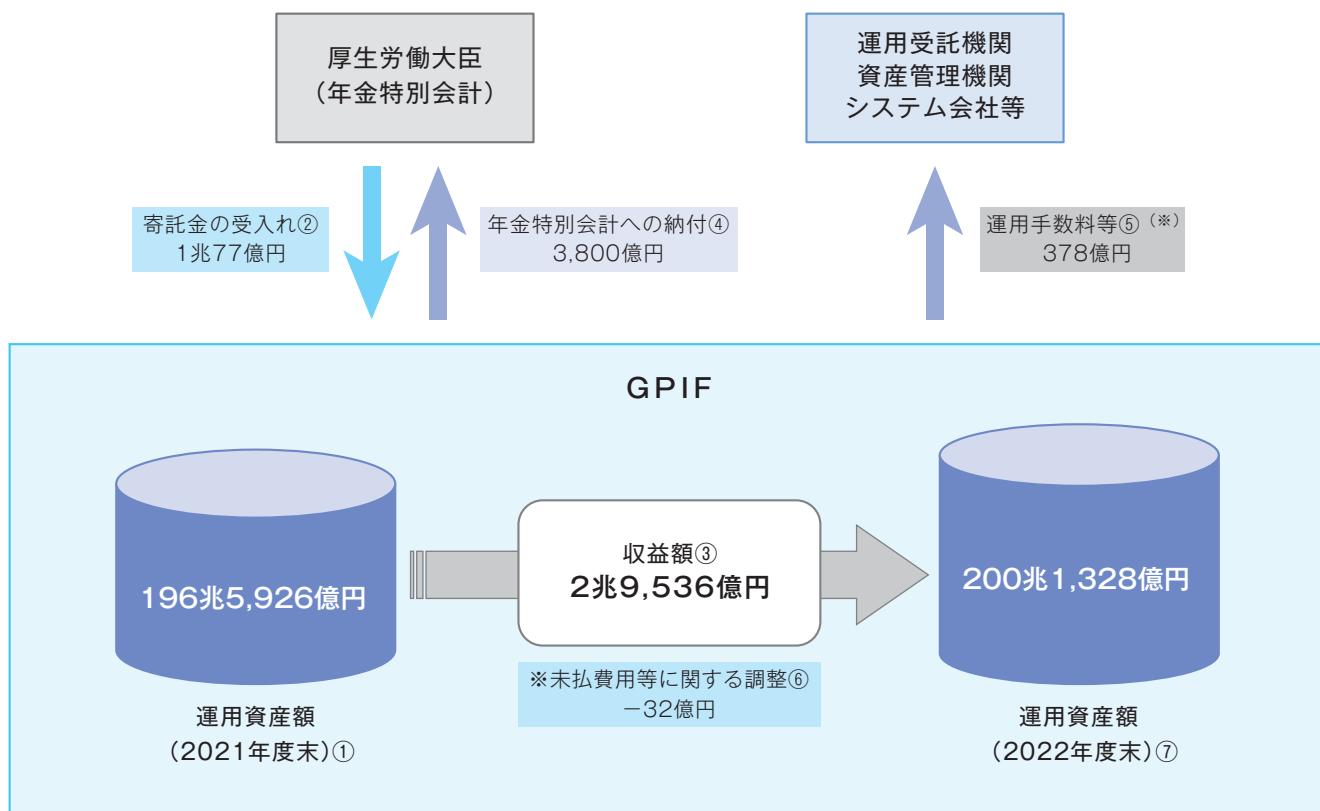 厚生労働大臣
（年金特別会計）
運用受託機関
資産管理機関
システム会社等
寄託金の受入れ②
1兆77億円
年金特別会計への納付④
3,800億円
運用手数料等⑤（※）
378億円
GPIF
196兆5,926億円
収益額③
2兆9,536億円
200兆1,328億円
※未払費用等に関する調整⑥
－32億円
運用資産額
（2021年度末）①
運用資産額
（2022年度末）⑦